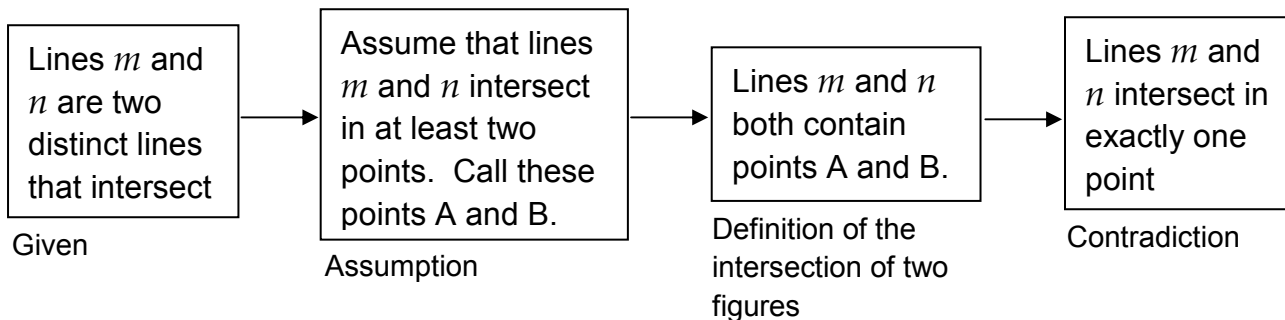 Lines m and
n are two
distinct lines
that intersect
Given
Assume that lines
m and n intersect
in at least two
points.  Call these
points A and B.
Assumption
Lines m and n
both contain
points A and B.
Definition of the
intersection of two
figures
Lines m and
n intersect in
exactly one
point
Contradiction